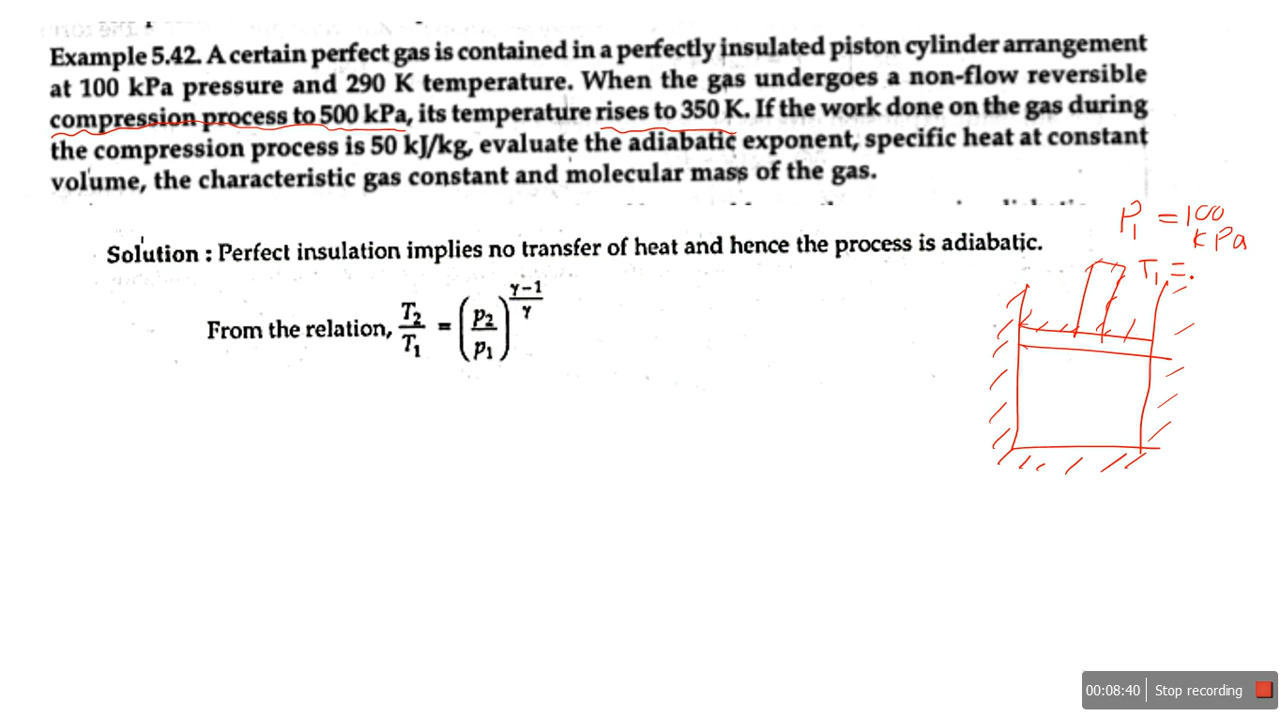 Example 5.42. A certain perfect gas is contained in a perfectly insulated piston cylinder arrangement
at 100 kPa pressure and 290 K temperature. When the gas undergoes a non-flow reversible
compression process to 500 kPa, its temperature rises to 350 K. If the work done on the gas during
the compression process is 50 kJ/kg, evaluate the adiabatic exponent, specific heat at constant
volume, the characteristic gas constant and molecular mass of the gas.
P₁ = 100
kPa
T₁ =.
Solution : Perfect insulation implies no transfer of heat and hence the process is adiabatic.
From the relation, T₂/T₁ = (p₂/p₁)^((γ−1)/γ)
00:08:40 Stop recording